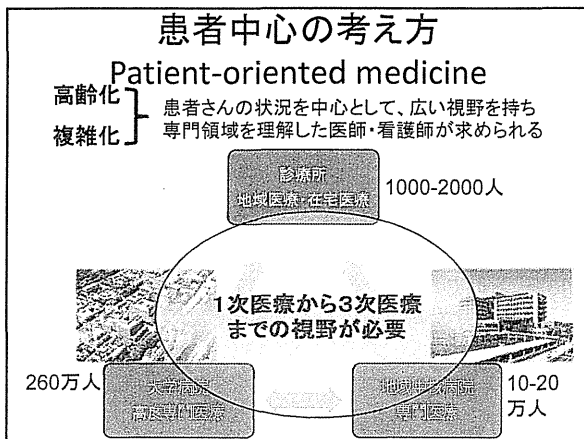 患者中心の考え方
Patient-oriented medicine
高齢化
複雑化
患者さんの状況を中心として、広い視野を持ち
専門領域を理解した医師・看護師が求められる
診療所
地域医療・在宅医療
1000-2000人
1次医療から3次医療
までの視野が必要
260万人
大学病院
高度専門医療
地域中核病院
専門医療
10-20
万人